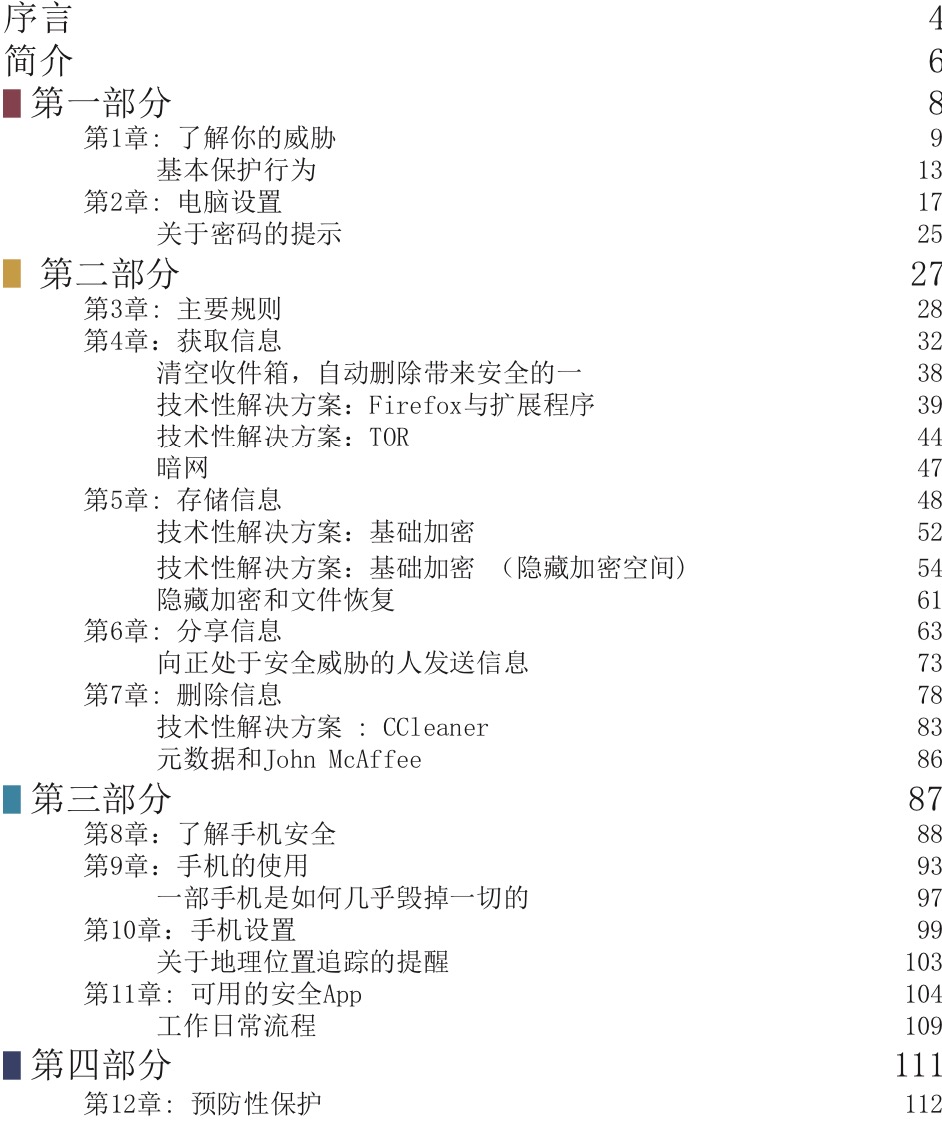 序言 4
简介 6
第一部分 8
第1章: 了解你的威胁 9
基本保护行为 13
第2章: 电脑设置 17
关于密码的提示 25
第二部分 27
第3章: 主要规则 28
第4章：获取信息 32
清空收件箱，自动删除带来安全的一 38
技术性解决方案：Firefox与扩展程序 39
技术性解决方案：TOR 44
暗网 47
第5章: 存储信息 48
技术性解决方案：基础加密 52
技术性解决方案：基础加密 （隐藏加密空间) 54
隐藏加密和文件恢复 61
第6章: 分享信息 63
向正处于安全威胁的人发送信息 73
第7章: 删除信息 78
技术性解决方案 : CCleaner 83
元数据和John McAffee 86
第三部分 87
第8章：了解手机安全 88
第9章：手机的使用 93
一部手机是如何几乎毁掉一切的 97
第10章：手机设置 99
关于地理位置追踪的提醒 103
第11章: 可用的安全App 104
工作日常流程 109
第四部分 111
第12章: 预防性保护 112